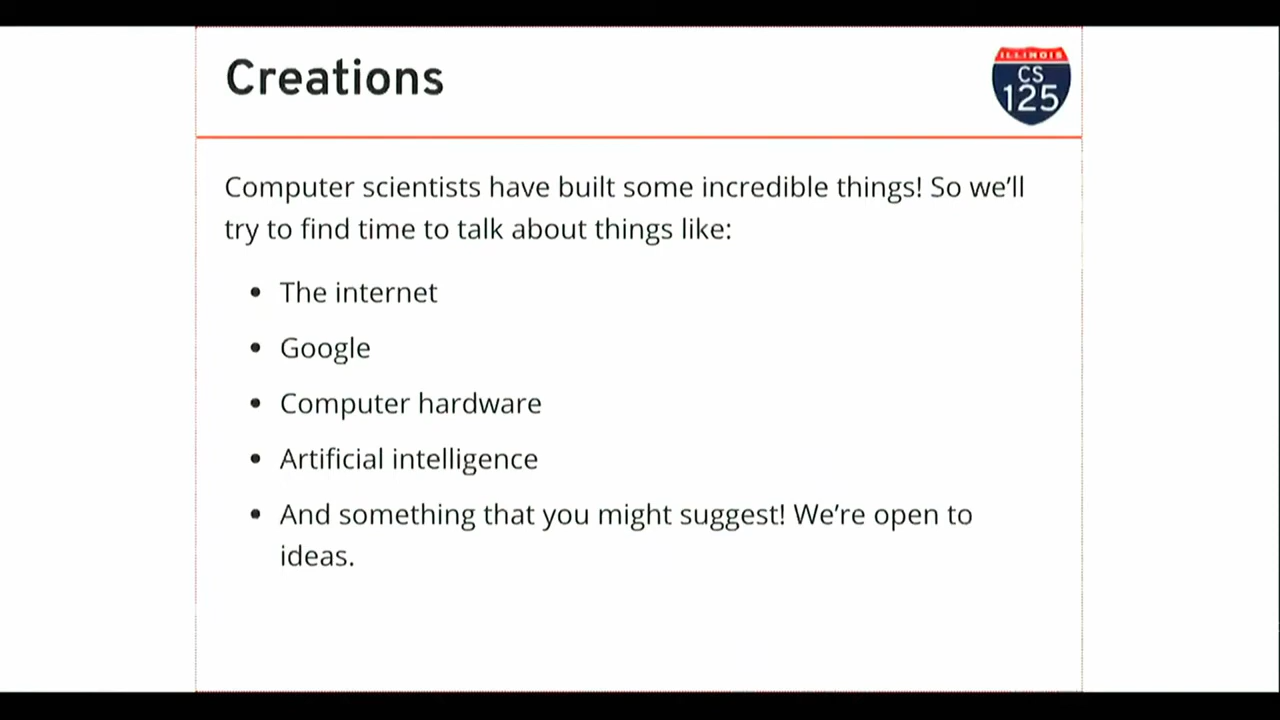 Creations
ILLINOIS
CS
125
Computer scientists have built some incredible things! So we’ll
try to find time to talk about things like:
• The internet
• Google
• Computer hardware
• Artificial intelligence
• And something that you might suggest! We’re open to
ideas.